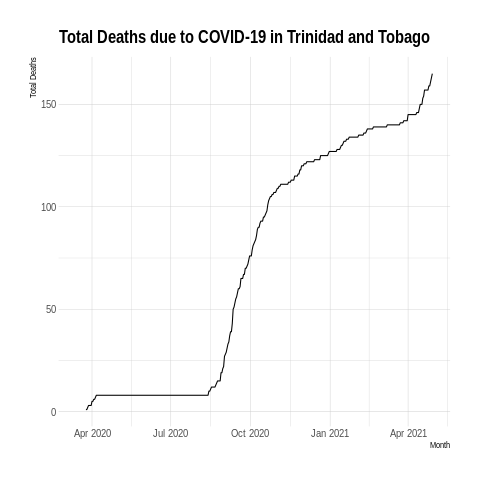 Total Deaths due to COVID-19 in Trinidad and Tobago
Total Deaths
150
100
50
0
Apr 2020 Jul 2020 Oct 2020 Jan 2021 Apr 2021
Month